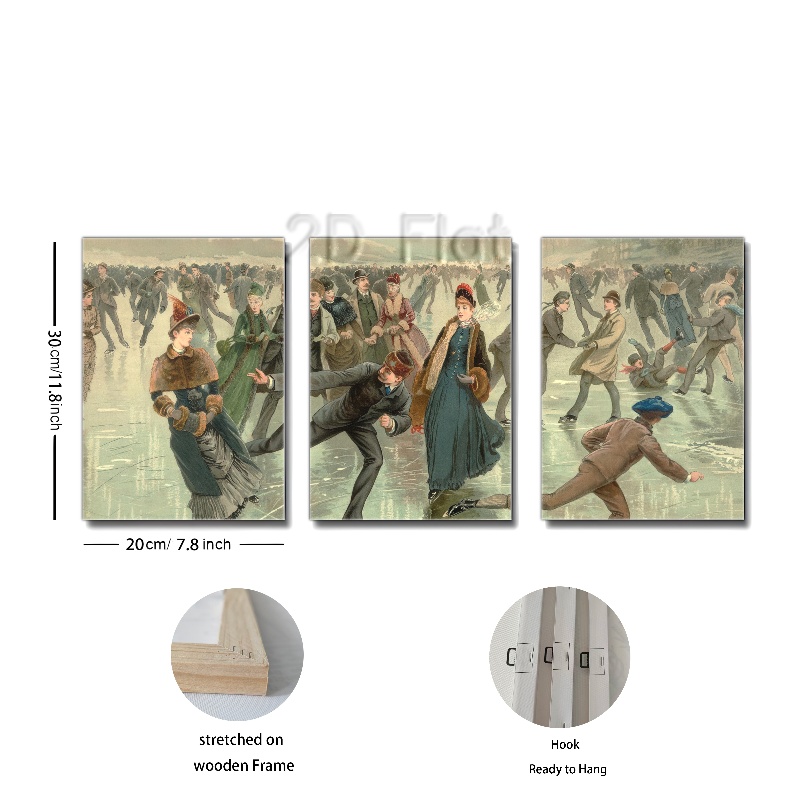 2D Flat
30cm/11.8inch
20cm/ 7.8 inch
stretched on
wooden Frame
Hook
Ready to Hang